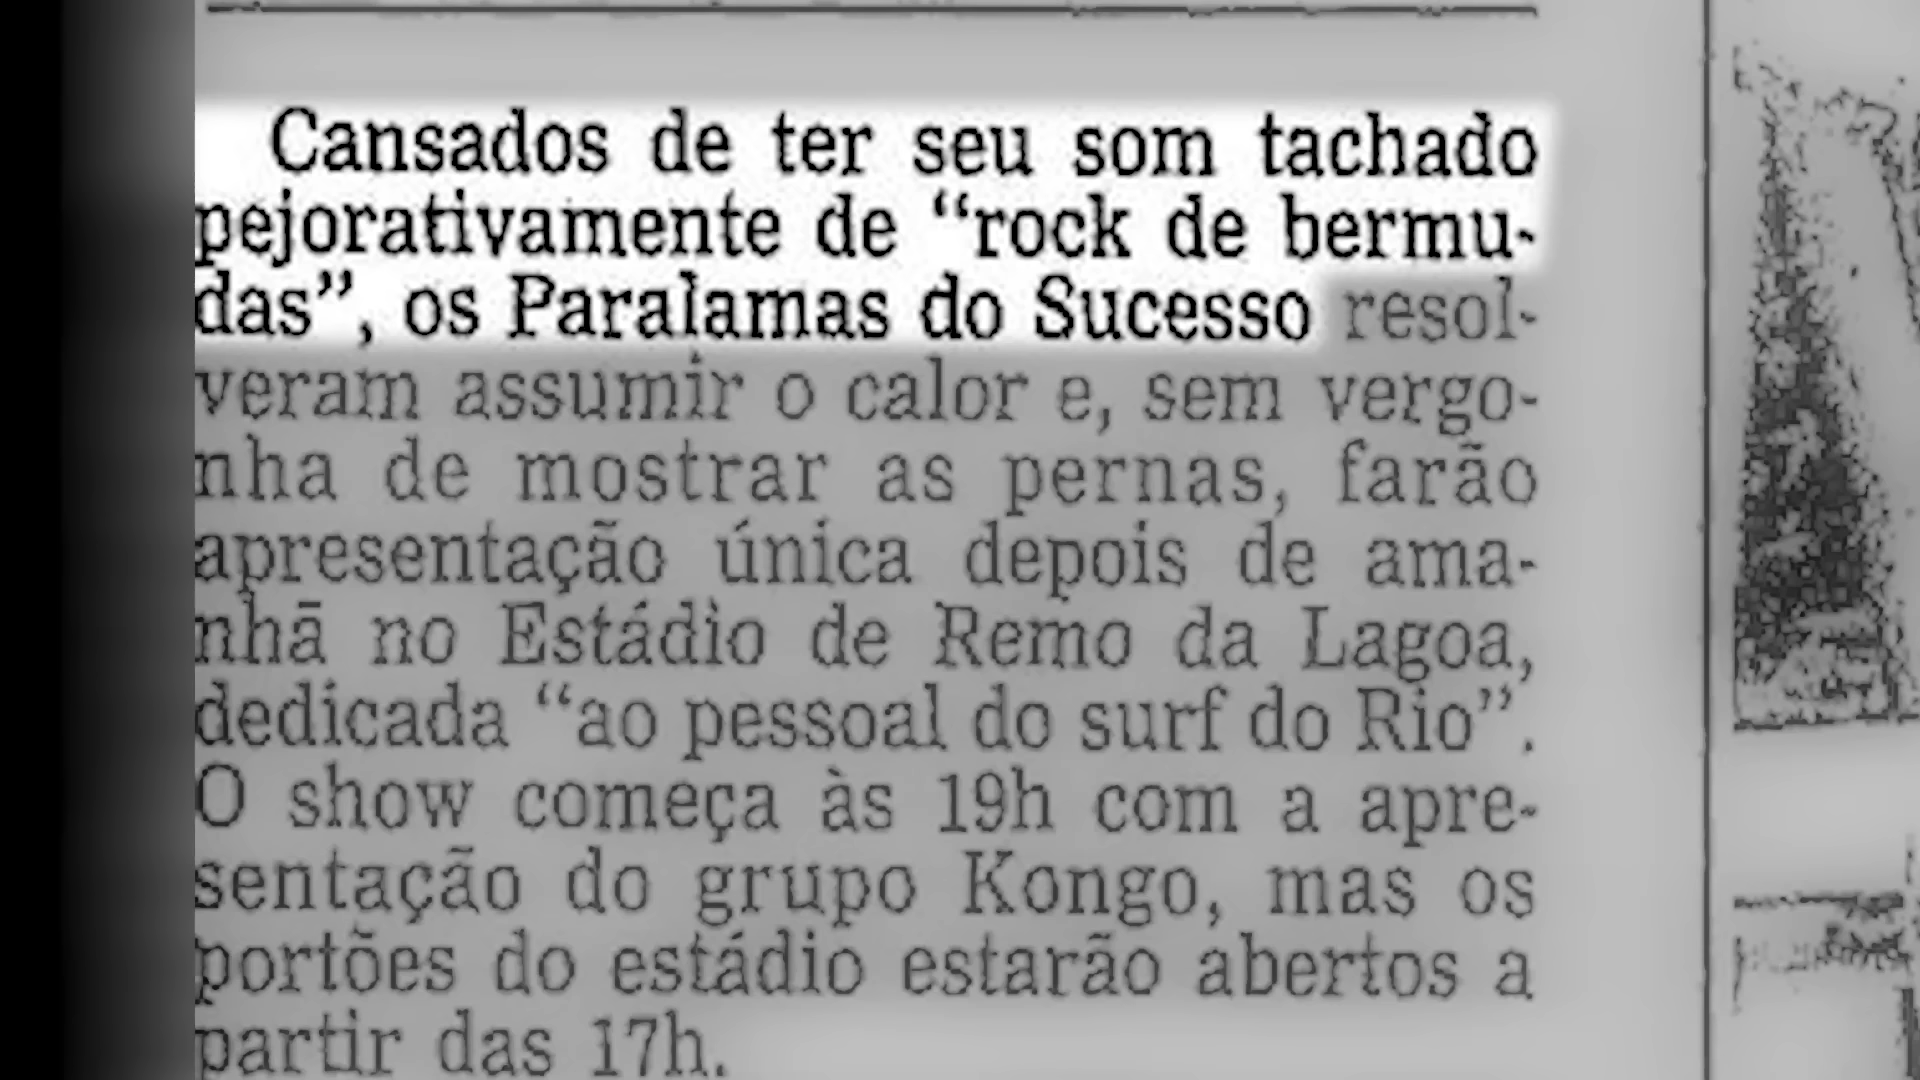 Cansados de ter seu som tachado
pejorativamente de “rock de bermu-
das”, os Paralamas do Sucesso resol-
veram assumir o calor e, sem vergo-
nha de mostrar as pernas, farão
apresentação única depois de ama-
nhã no Estádio de Remo da Lagoa,
dedicada “ao pessoal do surf do Rio”.
O show começa às 19h com a apre-
sentação do grupo Kongo, mas os
portões do estádio estarão abertos a
partir das 17h.